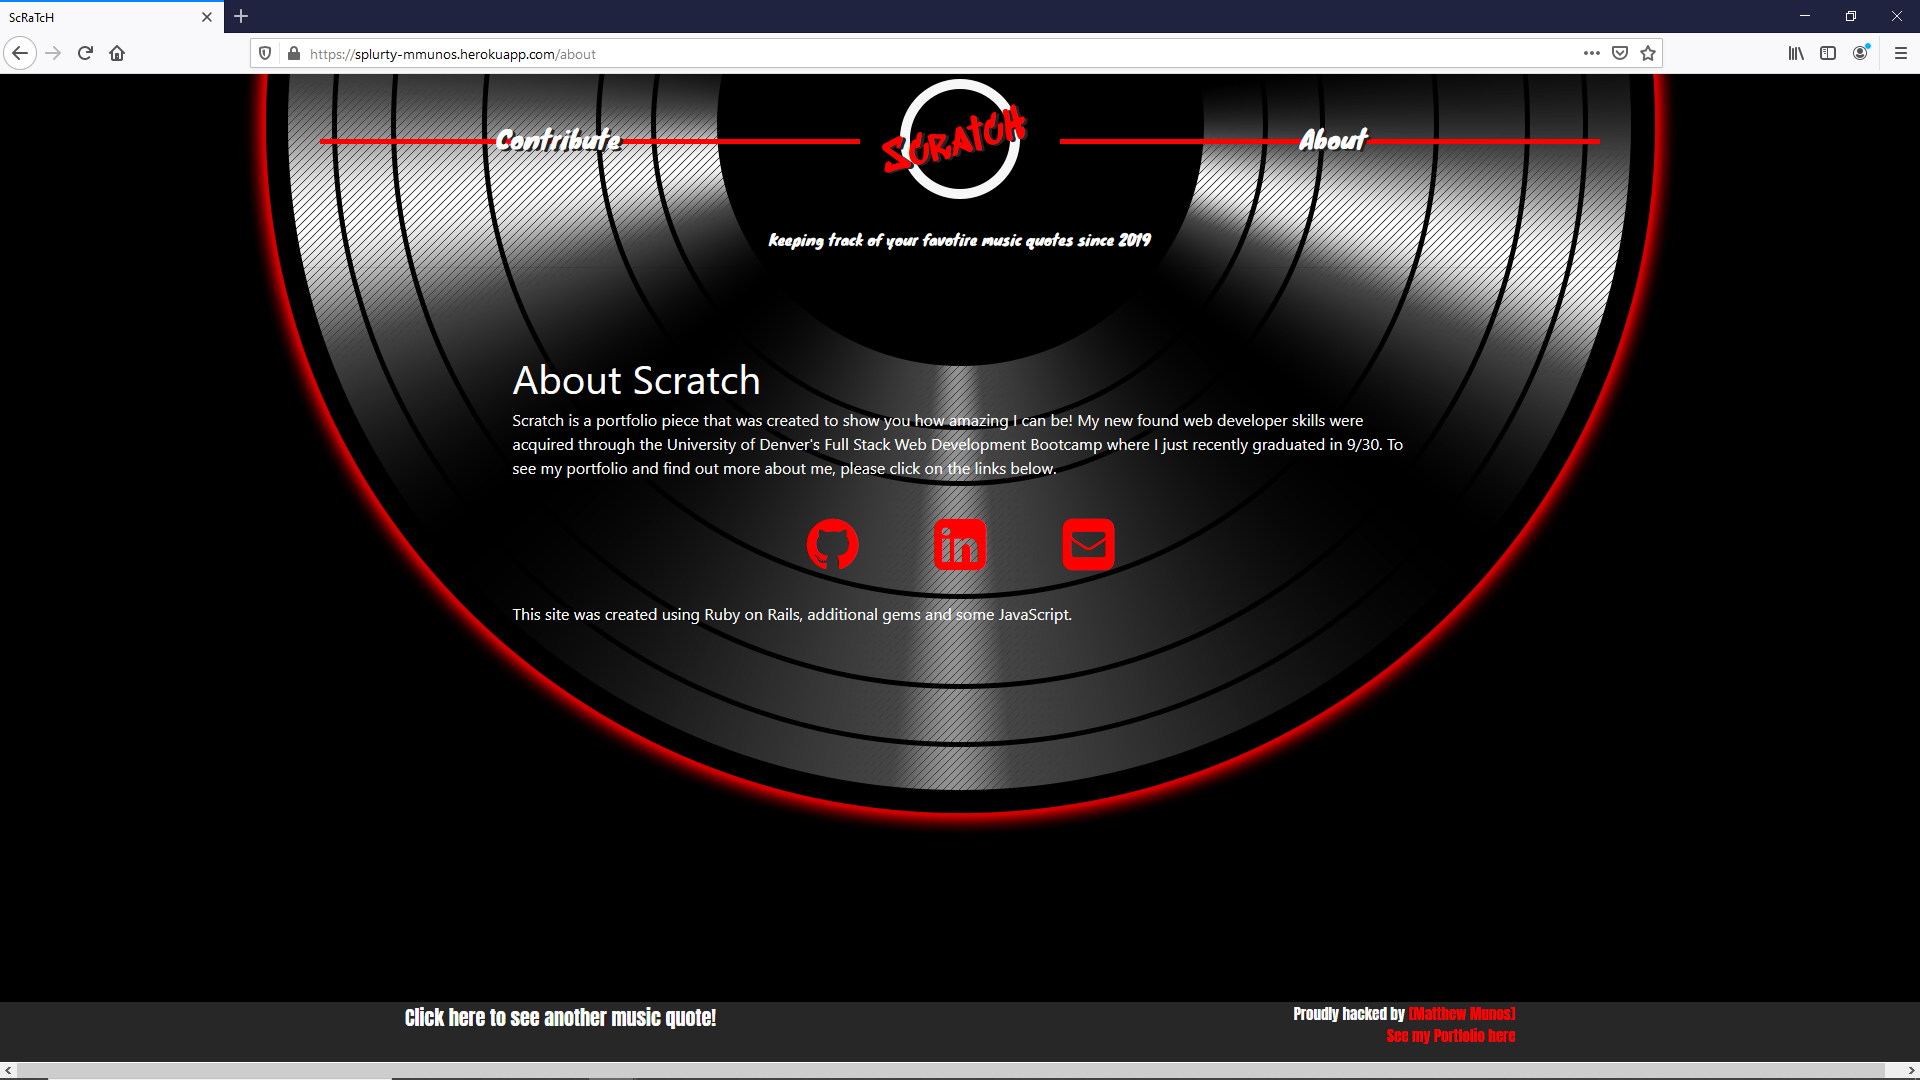 ScRaTcH
https://splurty-mmunos.herokuapp.com/about
Contribute
SCRATCH
About
Keeping track of your favotire music quotes since 2019
About Scratch
Scratch is a portfolio piece that was created to show you how amazing I can be! My new found web developer skills were
acquired through the University of Denver's Full Stack Web Development Bootcamp where I just recently graduated in 9/30. To
see my portfolio and find out more about me, please click on the links below.
in
This site was created using Ruby on Rails, additional gems and some JavaScript.
Click here to see another music quote!
Proudly hacked by [Matthew Munos]
See my Portfolio here